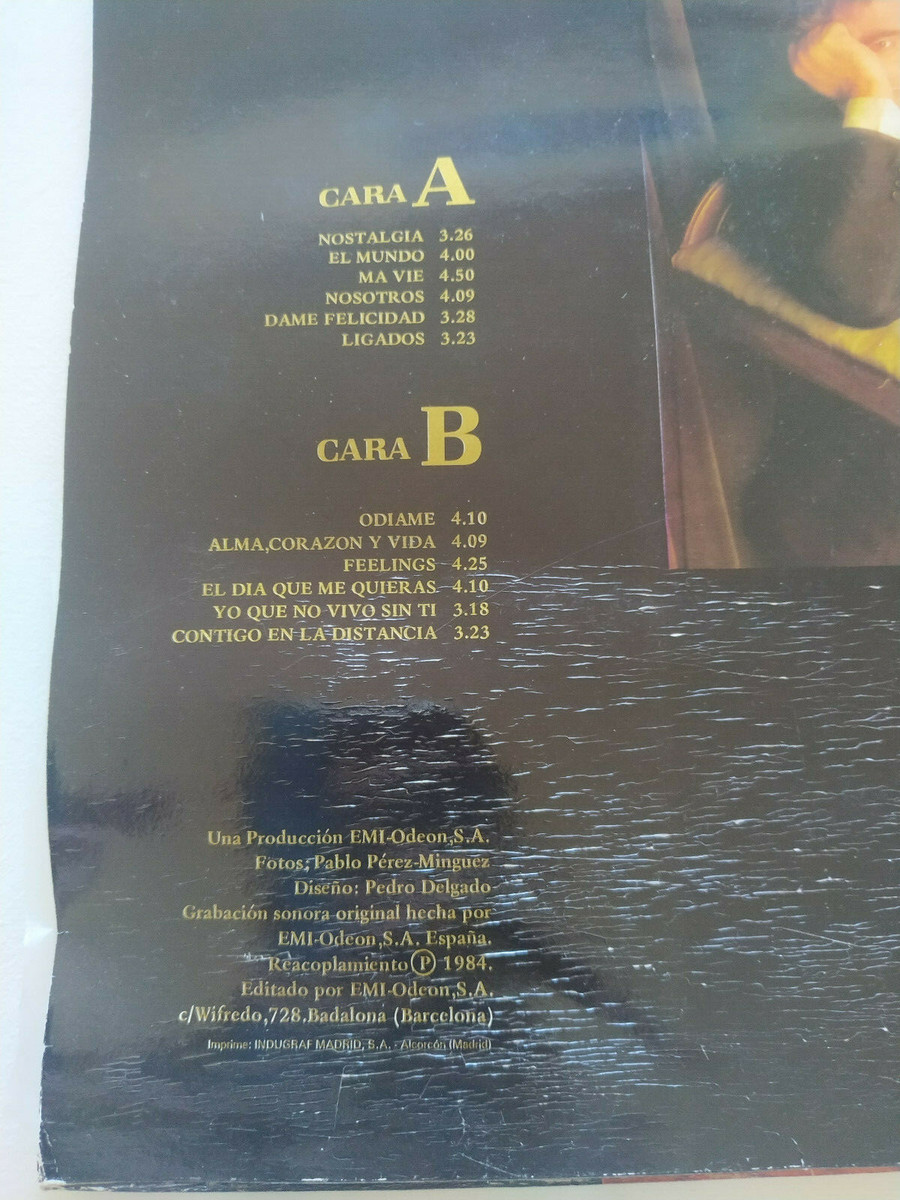 CARA A
NOSTALGIA 3.26
EL MUNDO 4.00
MA VIE 4.50
NOSOTROS 4.09
DAME FELICIDAD 3.28
LIGADOS 3.23
CARA B
ODIAME 4.10
ALMA,CORAZON Y VIDA 4.09
FEELINGS 4.25
EL DIA QUE ME QUIERAS 4.10
YO QUE NO VIVO SIN TI 3.18
CONTIGO EN LA DISTANCIA 3.23
Una Producción EMI-Odeon,S.A.
Fotos: Pablo Pérez-Minguez
Diseño: Pedro Delgado
Grabación sonora original hecha por
EMI-Odeon,S.A. España.
Reacoplamiento Ⓟ 1984.
Editado por EMI-Odeon,S.A.
c/Wifredo,728.Badalona (Barcelona)
Imprime: INDUGRAF MADRID, S.A. - Alcorcón (Madrid)